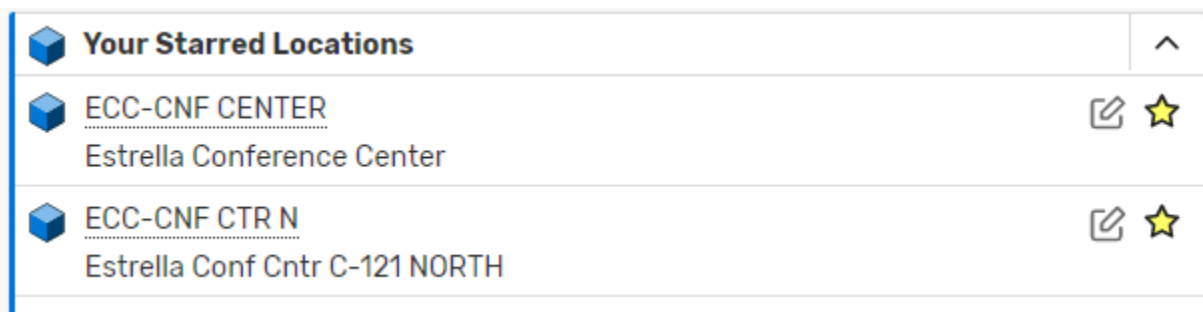 Your Starred Locations
ECC-CNF CENTER
Estrella Conference Center
ECC-CNF CTR N
Estrella Conf Cntr C-121 NORTH